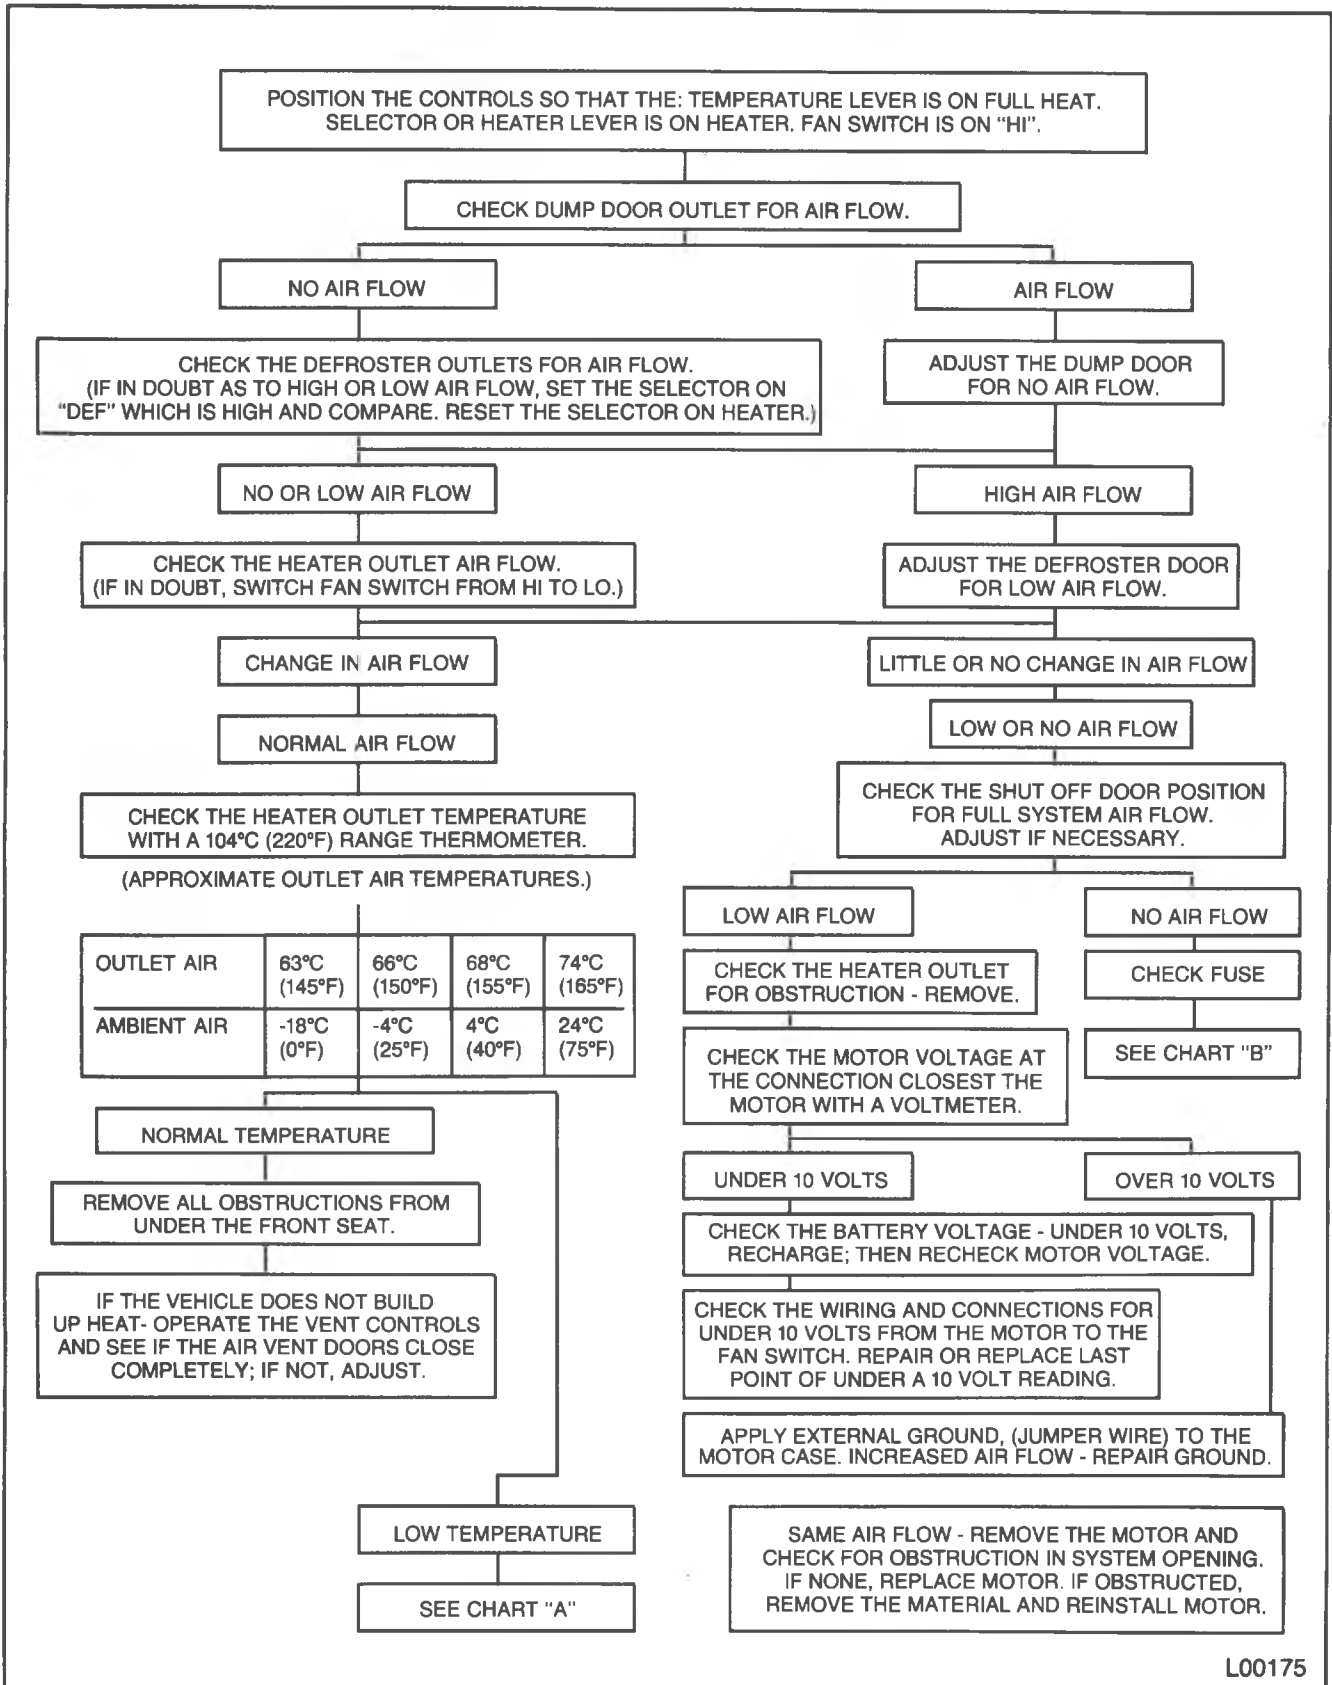 POSITION THE CONTROLS SO THAT THE: TEMPERATURE LEVER IS ON FULL HEAT.
SELECTOR OR HEATER LEVER IS ON HEATER. FAN SWITCH IS ON “HI”.
CHECK DUMP DOOR OUTLET FOR AIR FLOW.
NO AIR FLOW
AIR FLOW
CHECK THE DEFROSTER OUTLETS FOR AIR FLOW.
(IF IN DOUBT AS TO HIGH OR LOW AIR FLOW, SET THE SELECTOR ON
“DEF” WHICH IS HIGH AND COMPARE. RESET THE SELECTOR ON HEATER.)
ADJUST THE DUMP DOOR
FOR NO AIR FLOW.
NO OR LOW AIR FLOW
HIGH AIR FLOW
CHECK THE HEATER OUTLET AIR FLOW.
(IF IN DOUBT, SWITCH FAN SWITCH FROM HI TO LO.)
ADJUST THE DEFROSTER DOOR
FOR LOW AIR FLOW.
CHANGE IN AIR FLOW
LITTLE OR NO CHANGE IN AIR FLOW
NORMAL AIR FLOW
LOW OR NO AIR FLOW
CHECK THE HEATER OUTLET TEMPERATURE
WITH A 104°C (220°F) RANGE THERMOMETER.
(APPROXIMATE OUTLET AIR TEMPERATURES.)
CHECK THE SHUT OFF DOOR POSITION
FOR FULL SYSTEM AIR FLOW.
ADJUST IF NECESSARY.
OUTLET AIR 63°C 66°C 68°C 74°C
(145°F) (150°F) (155°F) (165°F)
AMBIENT AIR -18°C -4°C 4°C 24°C
(0°F) (25°F) (40°F) (75°F)
LOW AIR FLOW
NO AIR FLOW
CHECK THE HEATER OUTLET
FOR OBSTRUCTION - REMOVE.
CHECK FUSE
CHECK THE MOTOR VOLTAGE AT
THE CONNECTION CLOSEST THE
MOTOR WITH A VOLTMETER.
SEE CHART "B"
NORMAL TEMPERATURE
REMOVE ALL OBSTRUCTIONS FROM
UNDER THE FRONT SEAT.
IF THE VEHICLE DOES NOT BUILD
UP HEAT- OPERATE THE VENT CONTROLS
AND SEE IF THE AIR VENT DOORS CLOSE
COMPLETELY; IF NOT, ADJUST.
UNDER 10 VOLTS
OVER 10 VOLTS
CHECK THE BATTERY VOLTAGE - UNDER 10 VOLTS,
RECHARGE; THEN RECHECK MOTOR VOLTAGE.
CHECK THE WIRING AND CONNECTIONS FOR
UNDER 10 VOLTS FROM THE MOTOR TO THE
FAN SWITCH. REPAIR OR REPLACE LAST
POINT OF UNDER A 10 VOLT READING.
APPLY EXTERNAL GROUND, (JUMPER WIRE) TO THE
MOTOR CASE. INCREASED AIR FLOW - REPAIR GROUND.
LOW TEMPERATURE
SEE CHART "A"
SAME AIR FLOW - REMOVE THE MOTOR AND
CHECK FOR OBSTRUCTION IN SYSTEM OPENING.
IF NONE, REPLACE MOTOR. IF OBSTRUCTED,
REMOVE THE MATERIAL AND REINSTALL MOTOR.
L00175